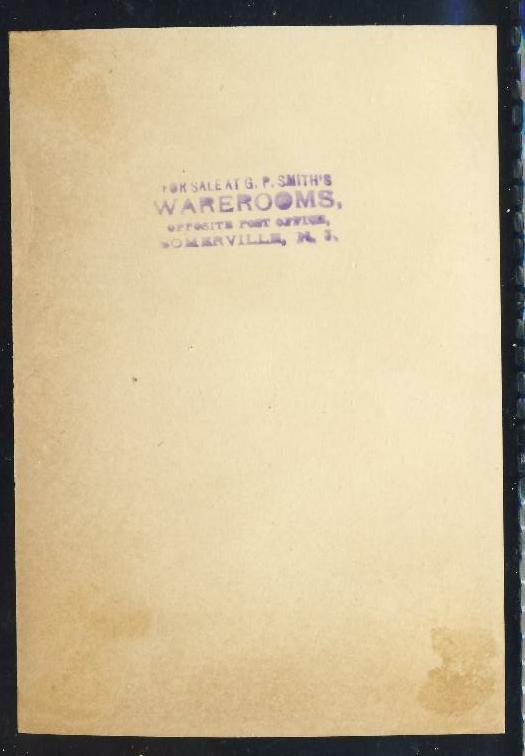 FOR SALE AT G. P. SMITH'S
WAREROOMS,
OPPOSITE POST OFFICE,
SOMERVILLE, N. J.